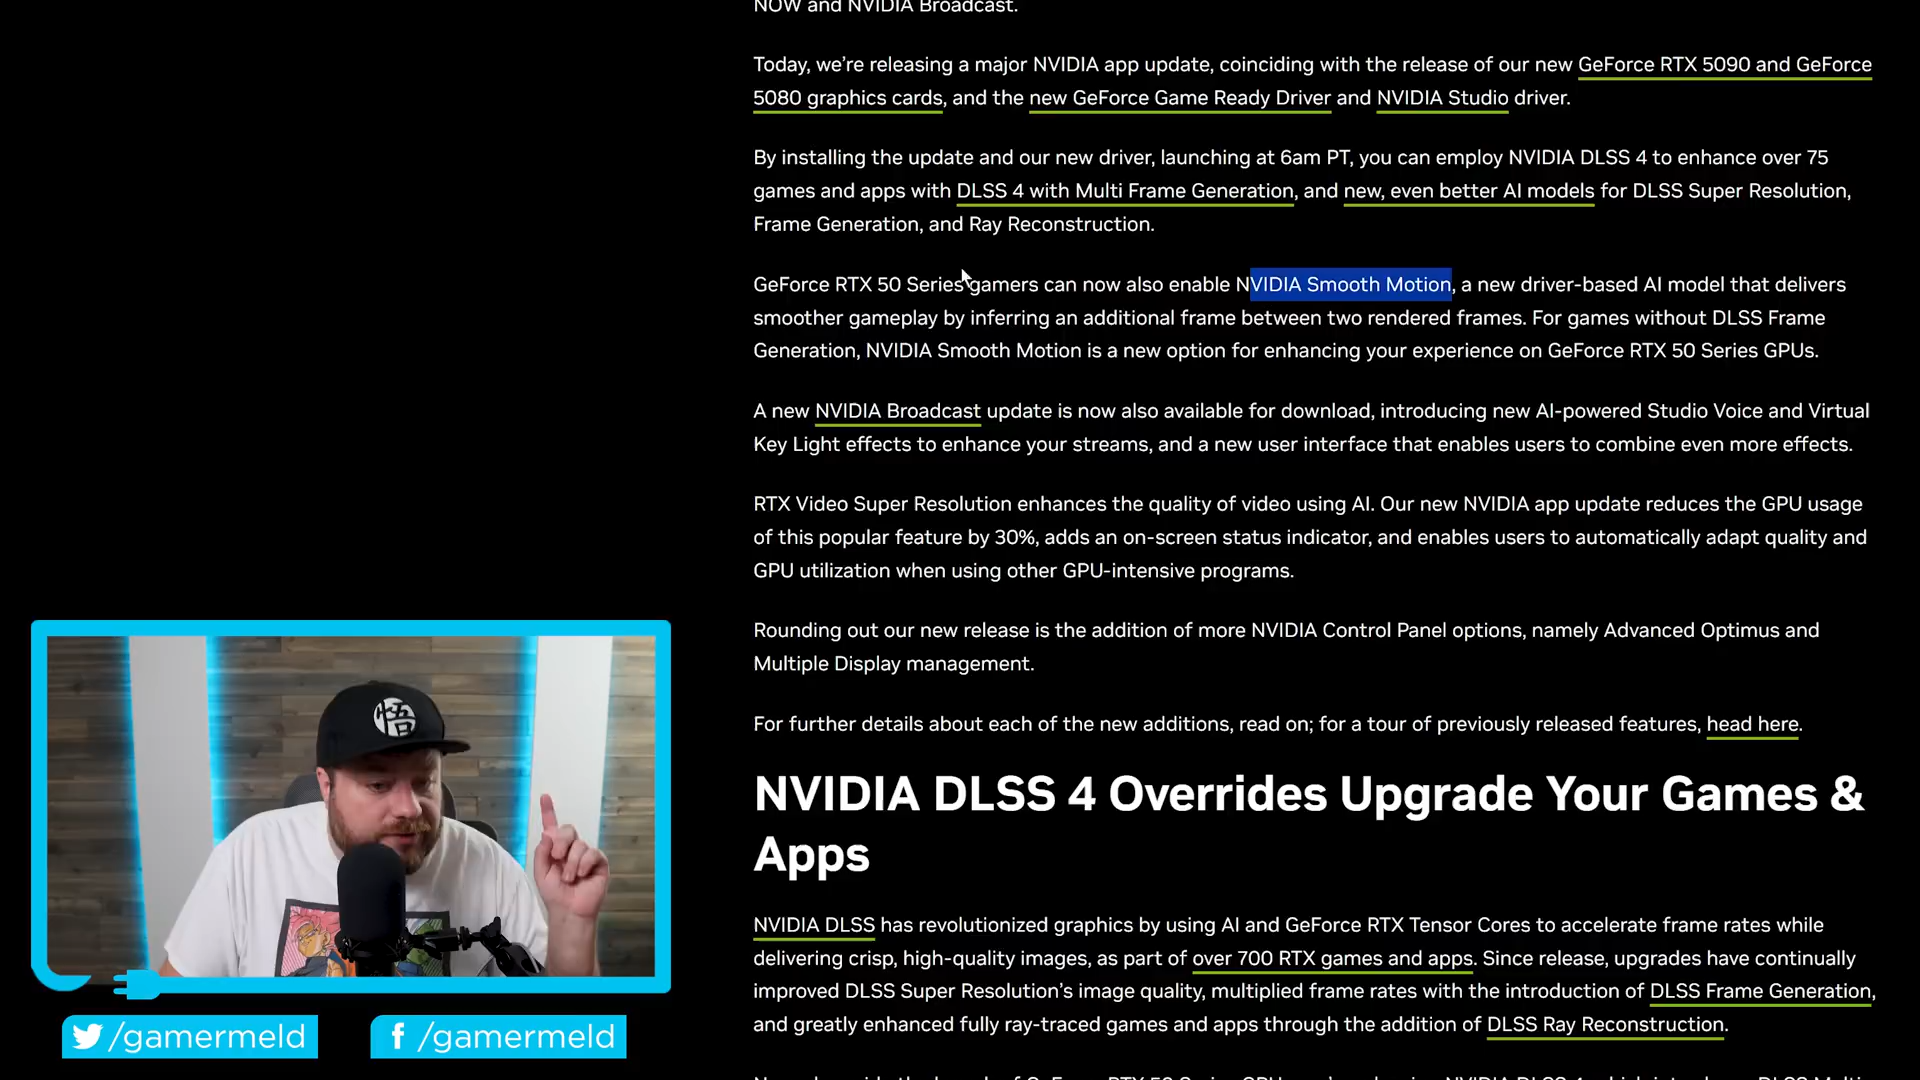 NOW and NVIDIA Broadcast.
Today, we're releasing a major NVIDIA app update, coinciding with the release of our new GeForce RTX 5090 and GeForce
5080 graphics cards, and the new GeForce Game Ready Driver and NVIDIA Studio driver.
By installing the update and our new driver, launching at 6am PT, you can employ NVIDIA DLSS 4 to enhance over 75
games and apps with DLSS 4 with Multi Frame Generation, and new, even better AI models for DLSS Super Resolution,
Frame Generation, and Ray Reconstruction.
GeForce RTX 50 Series gamers can now also enable NVIDIA Smooth Motion, a new driver-based AI model that delivers
smoother gameplay by inferring an additional frame between two rendered frames. For games without DLSS Frame
Generation, NVIDIA Smooth Motion is a new option for enhancing your experience on GeForce RTX 50 Series GPUs.
A new NVIDIA Broadcast update is now also available for download, introducing new AI-powered Studio Voice and Virtual
Key Light effects to enhance your streams, and a new user interface that enables users to combine even more effects.
RTX Video Super Resolution enhances the quality of video using AI. Our new NVIDIA app update reduces the GPU usage
of this popular feature by 30%, adds an on-screen status indicator, and enables users to automatically adapt quality and
GPU utilization when using other GPU-intensive programs.
Rounding out our new release is the addition of more NVIDIA Control Panel options, namely Advanced Optimus and
Multiple Display management.
For further details about each of the new additions, read on; for a tour of previously released features, head here.
NVIDIA DLSS 4 Overrides Upgrade Your Games &
Apps
NVIDIA DLSS has revolutionized graphics by using AI and GeForce RTX Tensor Cores to accelerate frame rates while
delivering crisp, high-quality images, as part of over 700 RTX games and apps. Since release, upgrades have continually
improved DLSS Super Resolution's image quality, multiplied frame rates with the introduction of DLSS Frame Generation,
and greatly enhanced fully ray-traced games and apps through the addition of DLSS Ray Reconstruction.
/gamermeld
/gamermeld